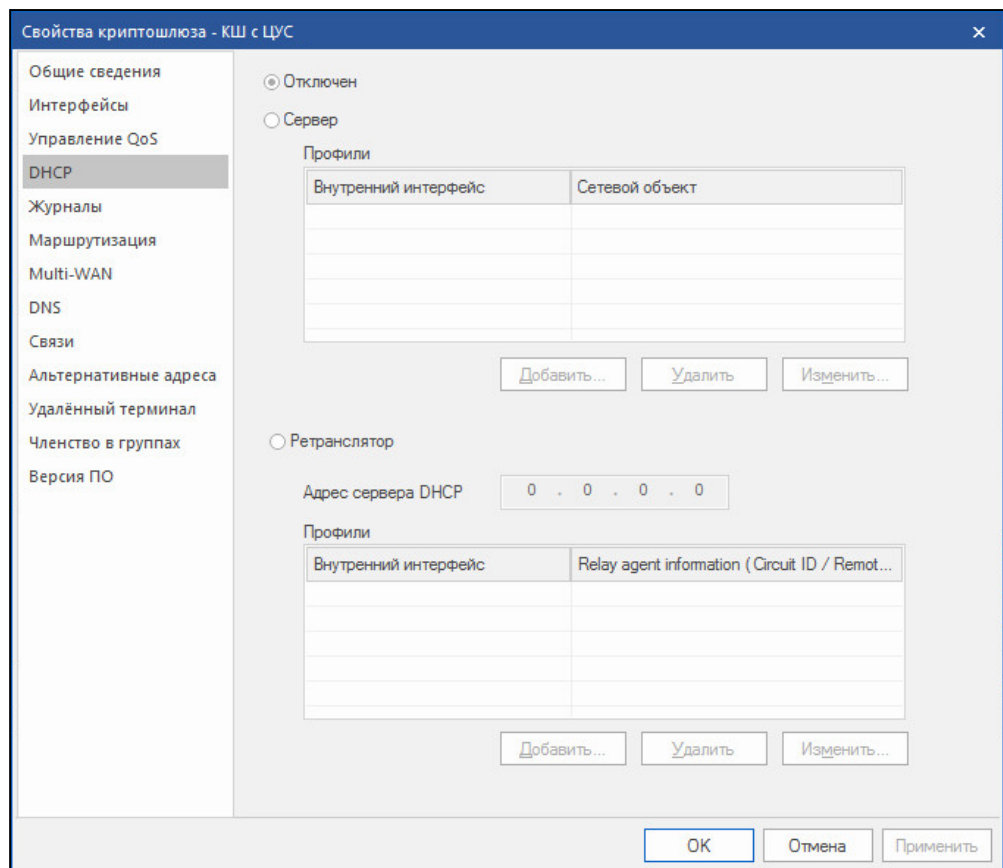 Свойства криптошлюза - КШ с ЦУС
Общие сведения
Интерфейсы
Управление QoS
DHCP
Журналы
Маршрутизация
Multi-WAN
DNS
Связи
Альтернативные адреса
Удалённый терминал
Членство в группах
Версия ПО
Отключен
Сервер
Профили
Внутренний интерфейс Сетевой объект
Добавить... Удалить Изменить...
Ретранслятор
Адрес сервера DHCP 0 . 0 . 0 . 0
Профили
Внутренний интерфейс Relay agent information ( Circuit ID / Remot...
Добавить... Удалить Изменить...
OK Отмена Применить